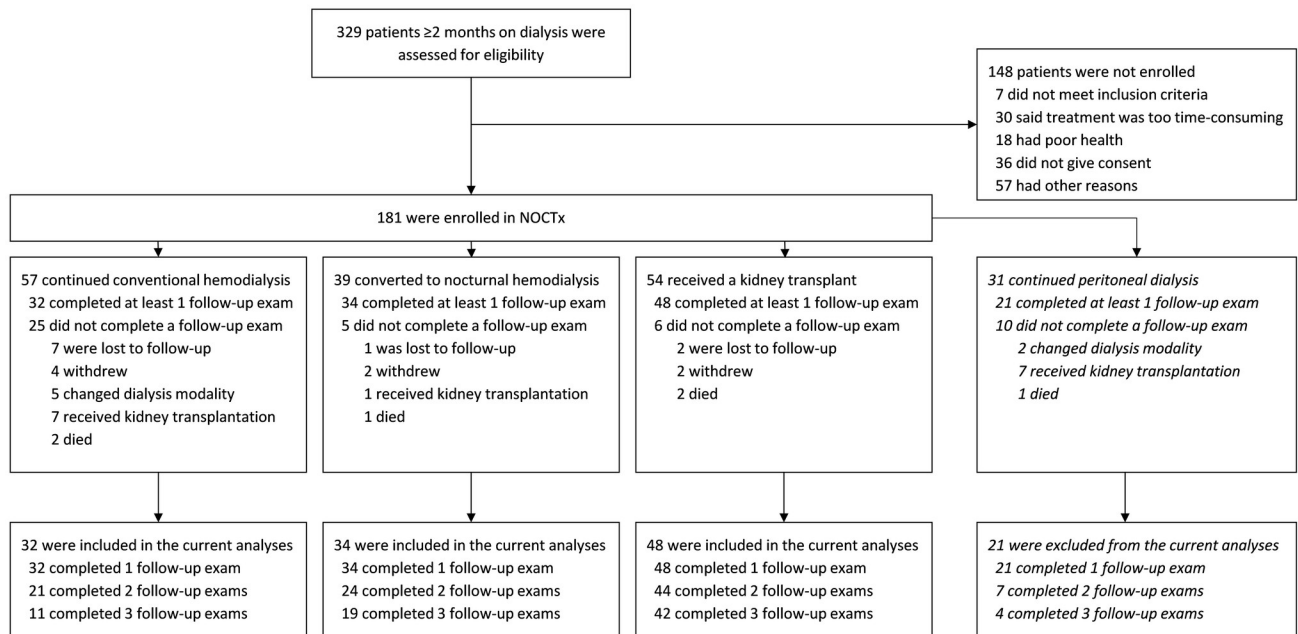 329 patients ≥2 months on dialysis were
assessed for eligibility
148 patients were not enrolled
7 did not meet inclusion criteria
30 said treatment was too time-consuming
18 had poor health
36 did not give consent
57 had other reasons
181 were enrolled in NOCTx
57 continued conventional hemodialysis
32 completed at least 1 follow-up exam
25 did not complete a follow-up exam
7 were lost to follow-up
4 withdrew
5 changed dialysis modality
7 received kidney transplantation
2 died
39 converted to nocturnal hemodialysis
34 completed at least 1 follow-up exam
5 did not complete a follow-up exam
1 was lost to follow-up
2 withdrew
1 received kidney transplantation
1 died
54 received a kidney transplant
48 completed at least 1 follow-up exam
6 did not complete a follow-up exam
2 were lost to follow-up
2 withdrew
2 died
31 continued peritoneal dialysis
21 completed at least 1 follow-up exam
10 did not complete a follow-up exam
2 changed dialysis modality
7 received kidney transplantation
1 died
32 were included in the current analyses
32 completed 1 follow-up exam
21 completed 2 follow-up exams
11 completed 3 follow-up exams
34 were included in the current analyses
34 completed 1 follow-up exam
24 completed 2 follow-up exams
19 completed 3 follow-up exams
48 were included in the current analyses
48 completed 1 follow-up exam
44 completed 2 follow-up exams
42 completed 3 follow-up exams
21 were excluded from the current analyses
21 completed 1 follow-up exam
7 completed 2 follow-up exams
4 completed 3 follow-up exams